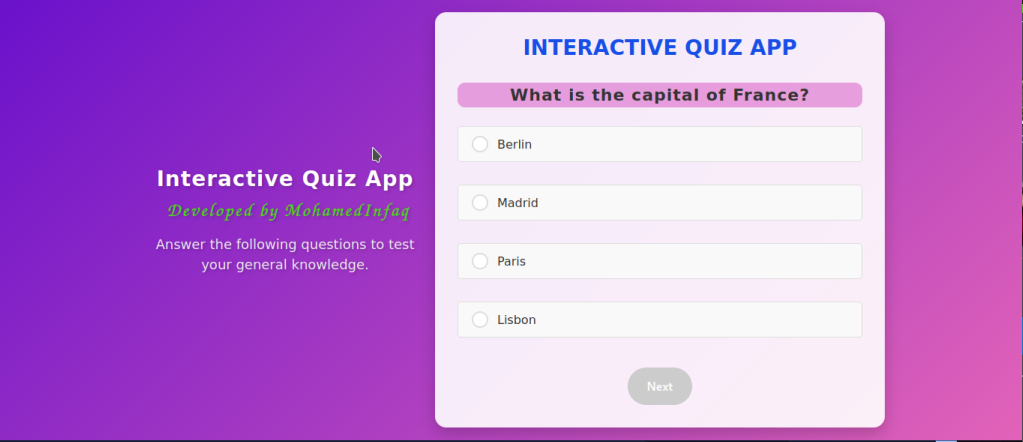 Interactive Quiz App
Developed by MohamedInfaq
Answer the following questions to test
your general knowledge.
INTERACTIVE QUIZ APP
What is the capital of France?
Berlin
Madrid
Paris
Lisbon
Next